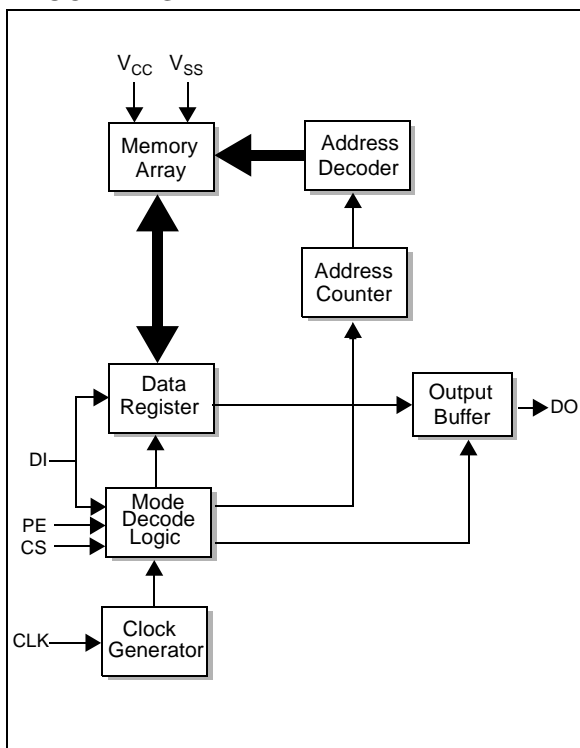 VCC VSS
Memory
Array
Address
Decoder
Address
Counter
Data
Register
Output
Buffer
DO
DI
Mode
Decode
Logic
PE
CS
CLK
Clock
Generator